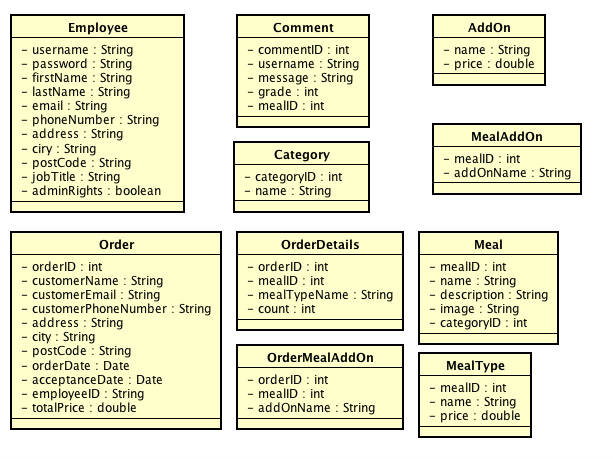 Employee
- username : String
- password : String
- firstName : String
- lastName : String
- email : String
- phoneNumber : String
- address : String
- ciry : String
- postCode : String
- jobTitle : String
- adminRights : boolean
Comment
- commentID : int
- username : String
- message : String
- grade : int
- mealID : int
AddOn
- name : String
- price : double
Category
- categoryID : int
- name : String
MealAddOn
- mealID : int
- addOnName : String
Order
- orderID : int
- customerName : String
- customerEmail : String
- customerPhoneNumber : String
- address : String
- city : String
- postCode : String
- orderDate : Date
- acceptanceDate : Date
- employeeID : String
- totalPrice : double
OrderDetails
- orderID : int
- mealID : int
- mealTypeName : String
- count : int
Meal
- mealID : int
- name : String
- description : String
- image : String
- categoryID : int
OrderMealAddOn
- orderID : int
- mealID : int
- addOnName : String
MealType
- mealID : int
- name : String
- price : double